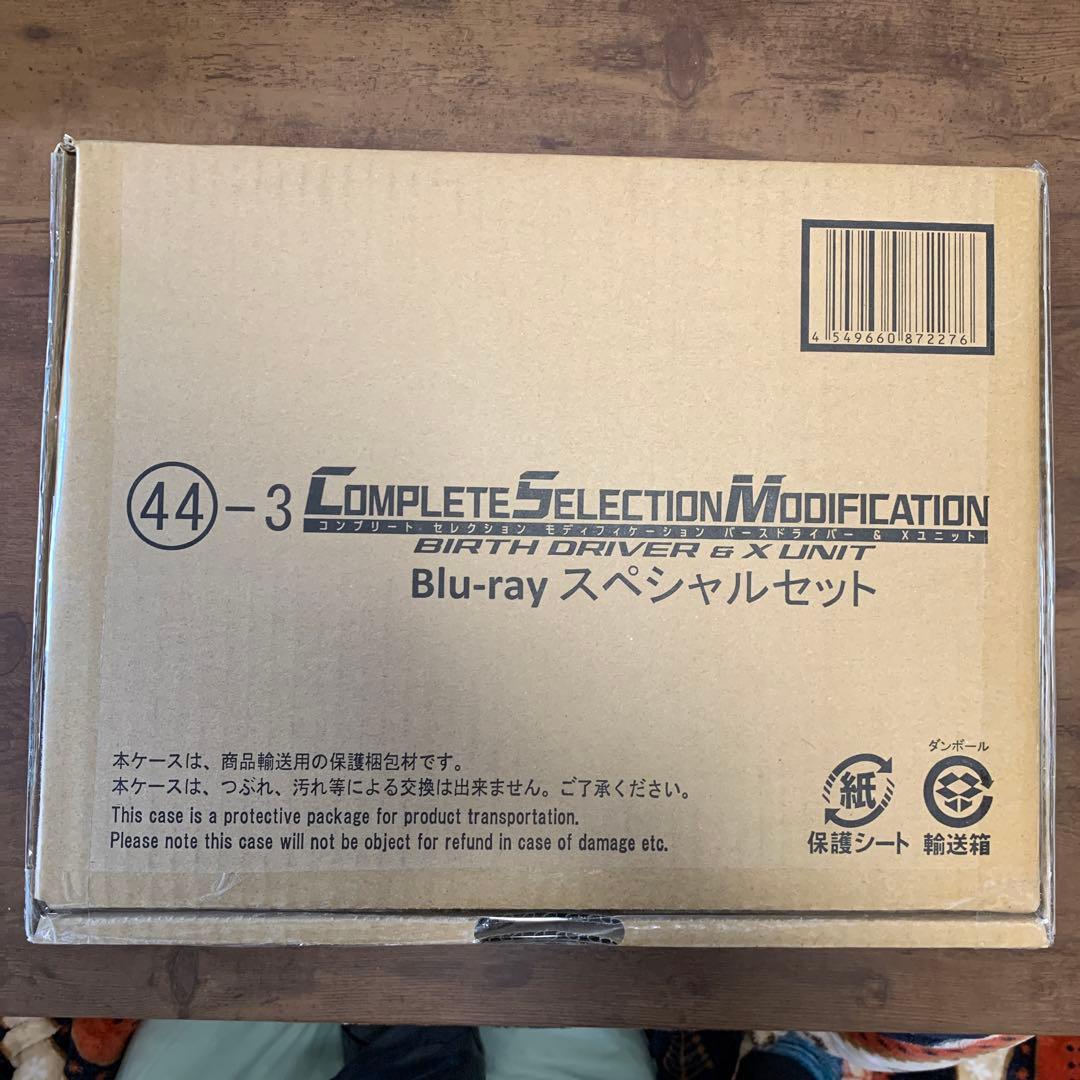 4 549660 872276
44-3 COMPLETE SELECTION MODIFICATION
コンプリート セレクション モディフィケーション バースドライバー & Xユニット
BIRTH DRIVER & X UNIT
Blu-ray スペシャルセット
本ケースは、商品輸送用の保護梱包材です。
本ケースは、つぶれ、汚れ等による交換は出来ません。ご了承ください。
This case is a protective package for product transportation.
Please note this case will not be object for refund in case of damage etc.
ダンボール
紙
保護シート 輸送箱